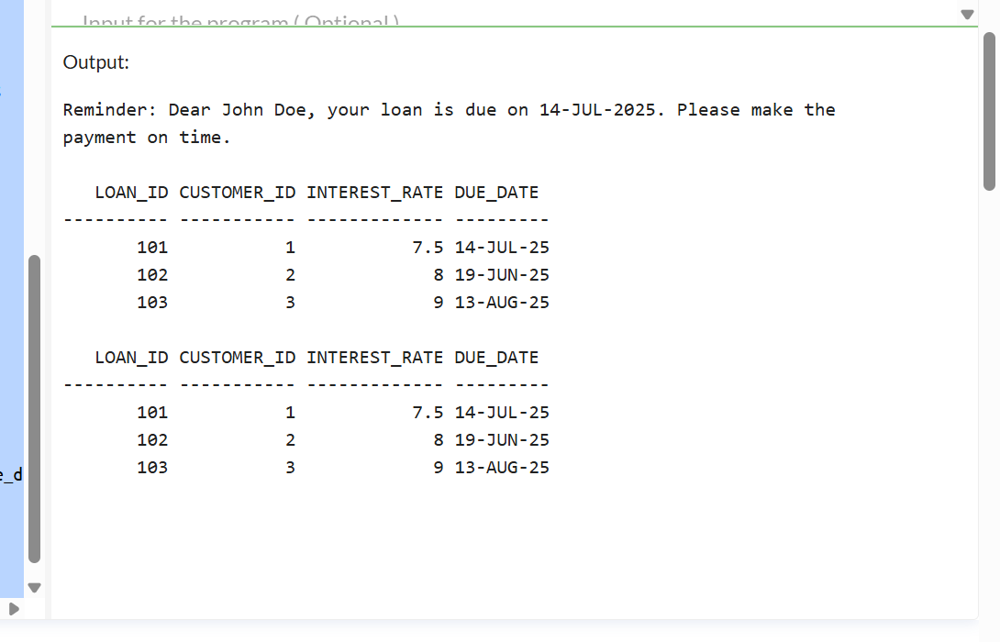 Input for the program ( Optional )
Output:
Reminder: Dear John Doe, your loan is due on 14-JUL-2025. Please make the
payment on time.
LOAN_ID CUSTOMER_ID INTEREST_RATE DUE_DATE
---------- ----------- ------------- ---------
101 1 7.5 14-JUL-25
102 2 8 19-JUN-25
103 3 9 13-AUG-25
LOAN_ID CUSTOMER_ID INTEREST_RATE DUE_DATE
---------- ----------- ------------- ---------
101 1 7.5 14-JUL-25
102 2 8 19-JUN-25
103 3 9 13-AUG-25
e_d